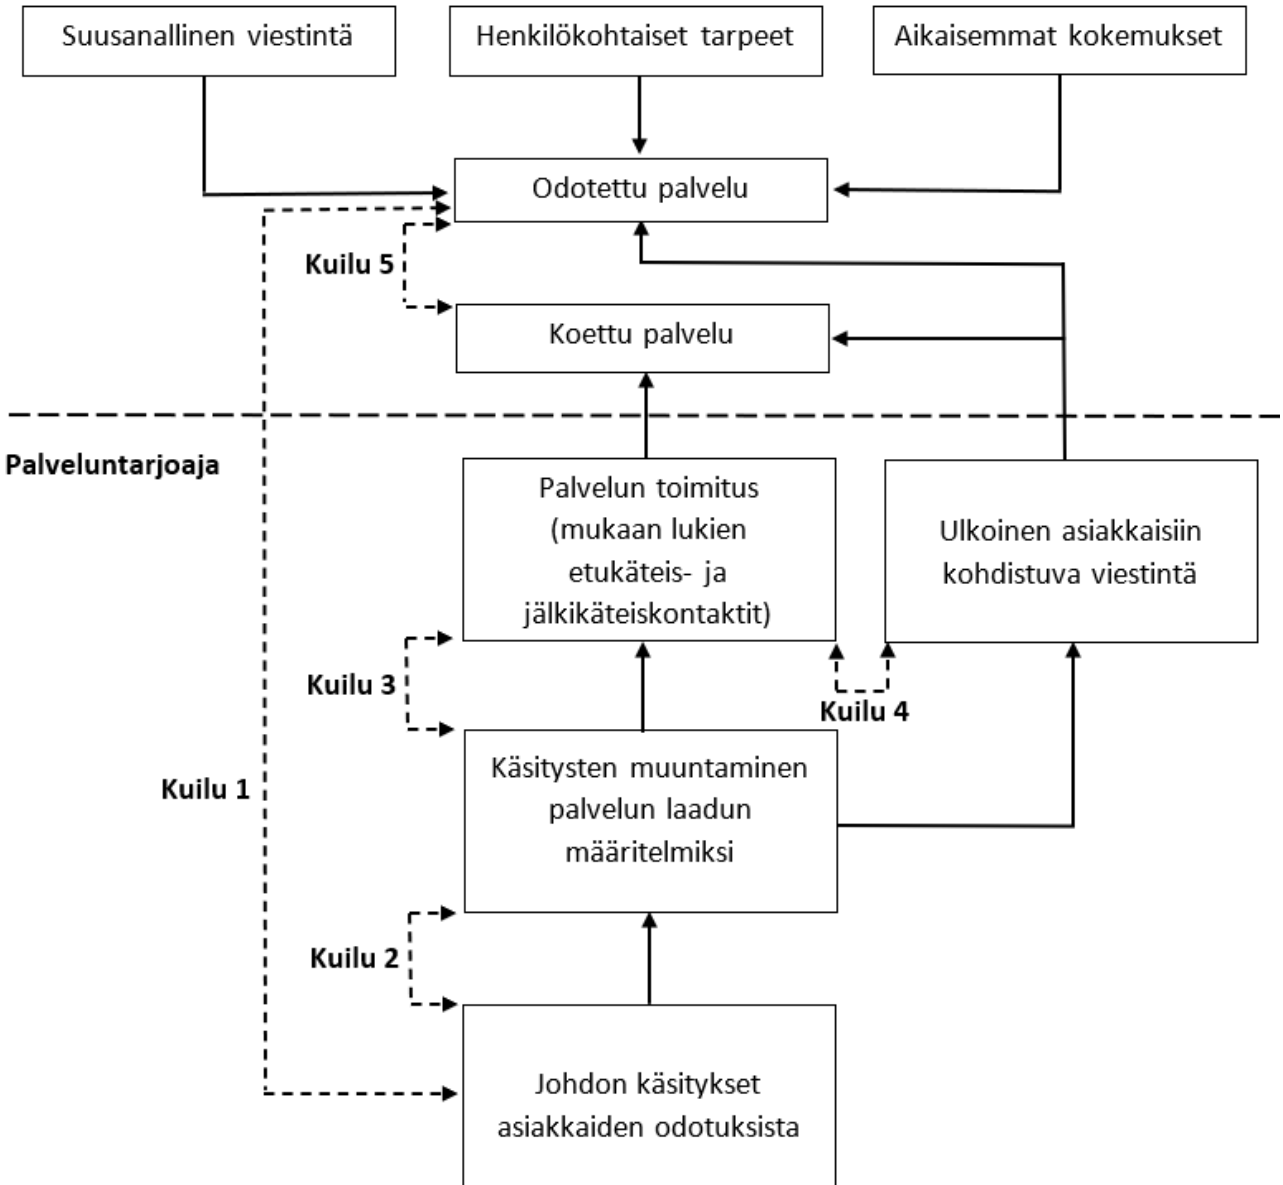 Suusanallinen viestintä
Henkilökohtaiset tarpeet
Aikaisemmat kokemukset
Odotettu palvelu
Kuilu 5
Koettu palvelu
Palveluntarjoaja
Palvelun toimitus
(mukaan lukien
etukäteis- ja
jälkikäteiskontaktit)
Ulkoinen asiakkaisiin
kohdistuva viestintä
Kuilu 3
Kuilu 4
Käsitysten muuntaminen
palvelun laadun
määritelmiksi
Kuilu 1
Kuilu 2
Johdon käsitykset
asiakkaiden odotuksista